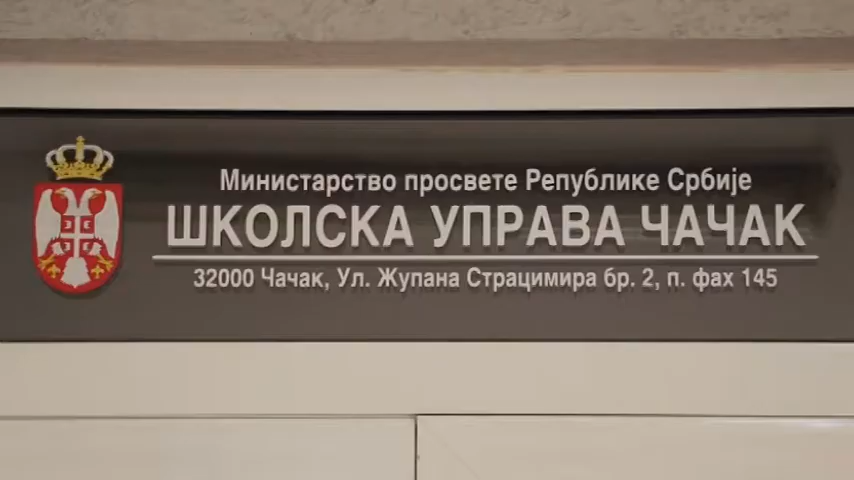 Министарство просвете Републике Србије
ШКОЛСКА УПРАВА ЧАЧАК
32000 Чачак, Ул. Жупана Страцимира бр. 2, п. фах 145